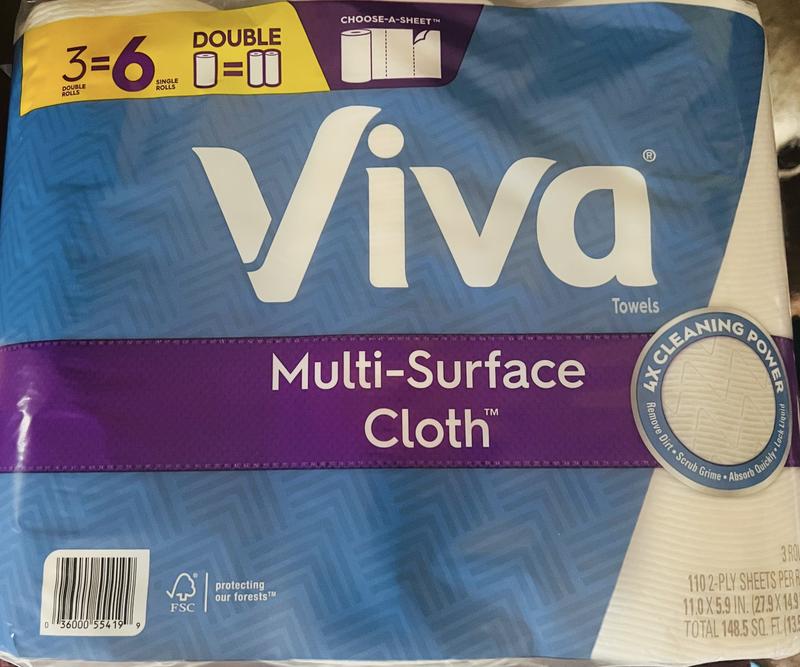 3=6
DOUBLE ROLLS
SINGLE ROLLS
DOUBLE
=
CHOOSE-A-SHEET™
Viva®
Towels
Multi-Surface
Cloth™
4X CLEANING POWER
Remove Dirt • Scrub Grime • Absorb Quickly • Lock Liquid
0 36000 55419 9
FSC®
protecting
our forests™
3 RO
110 2-PLY SHEETS PER R
11.0 X 5.9 IN. (27.9 X 14.9
TOTAL 148.5 SQ. FT. (13.